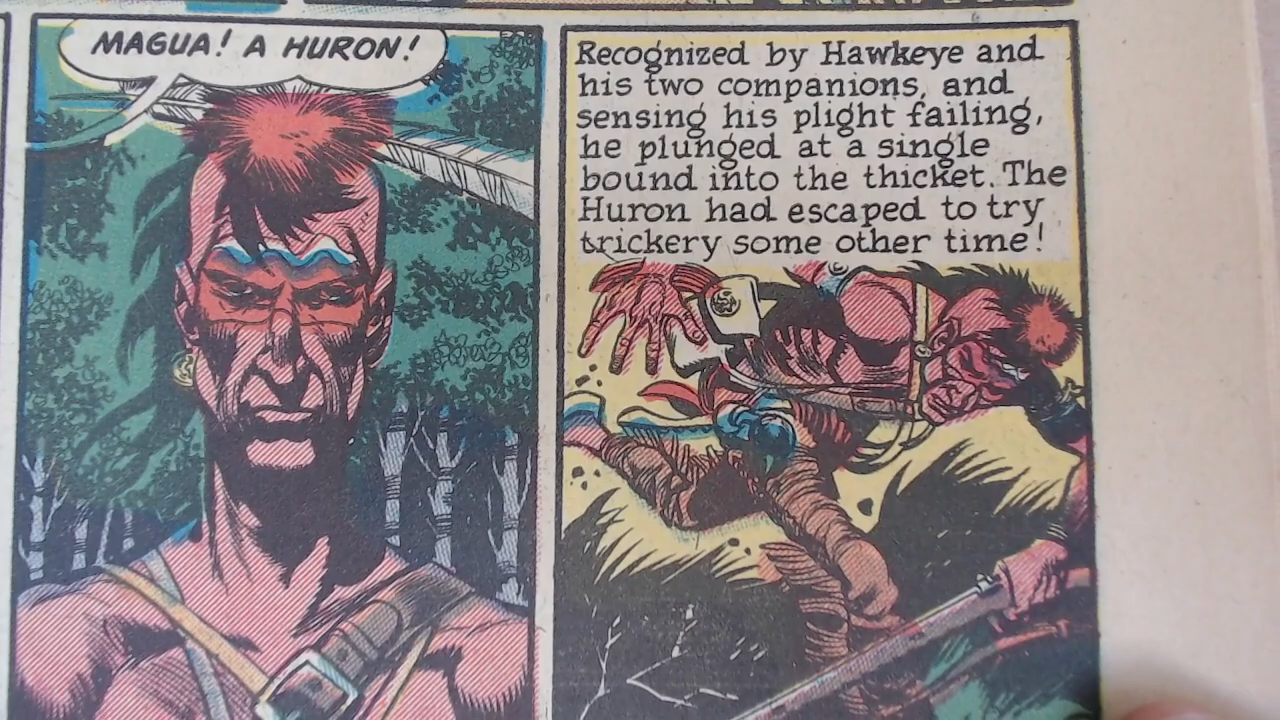 MAGUA! A HURON!
Recognized by Hawkeye and
his two companions, and
sensing his plight failing,
he plunged at a single
bound into the thicket. The
Huron had escaped to try
trickery some other time!